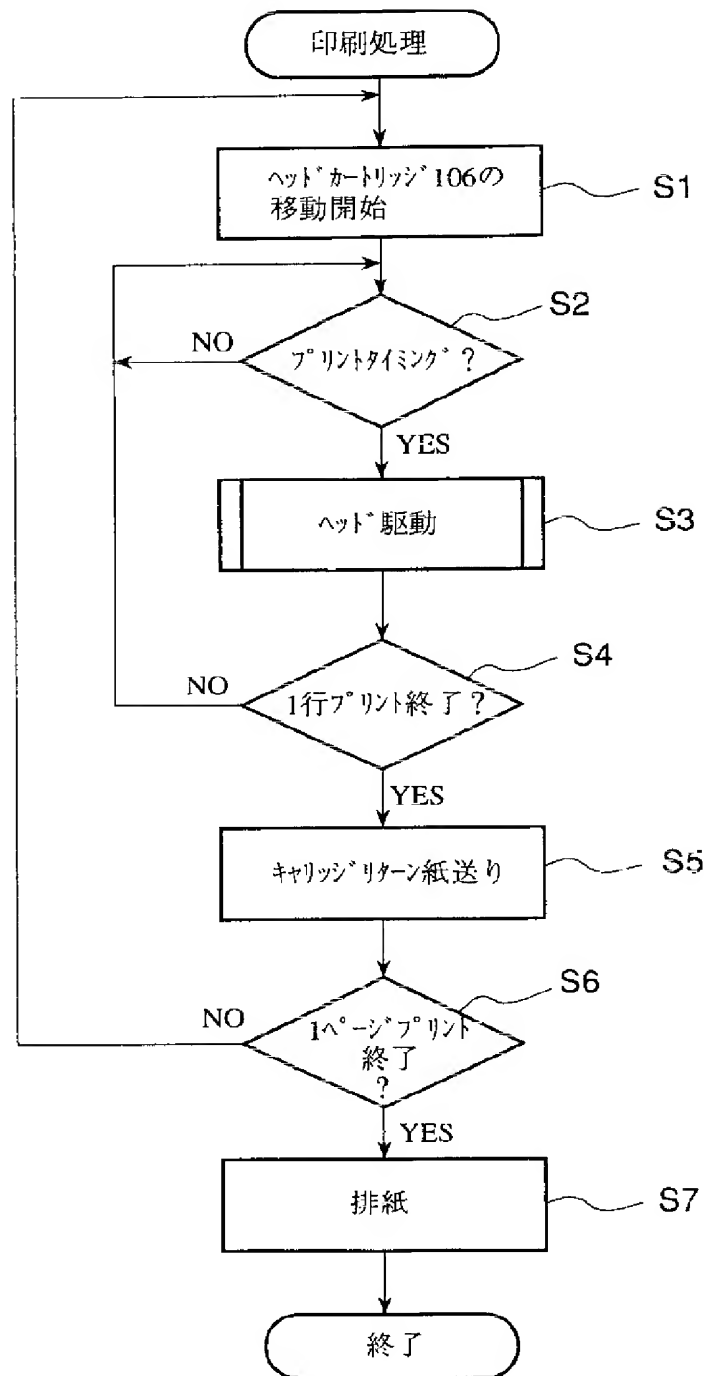 印刷処理
ヘッドカートリッジ106の
移動開始
S1
S2
NO
プリントタイミング?
YES
ヘッド駆動
S3
S4
NO
1行プリント終了?
YES
キャリッジリターン紙送り
S5
S6
NO
1ページプリント
終了
?
YES
排紙
S7
終了